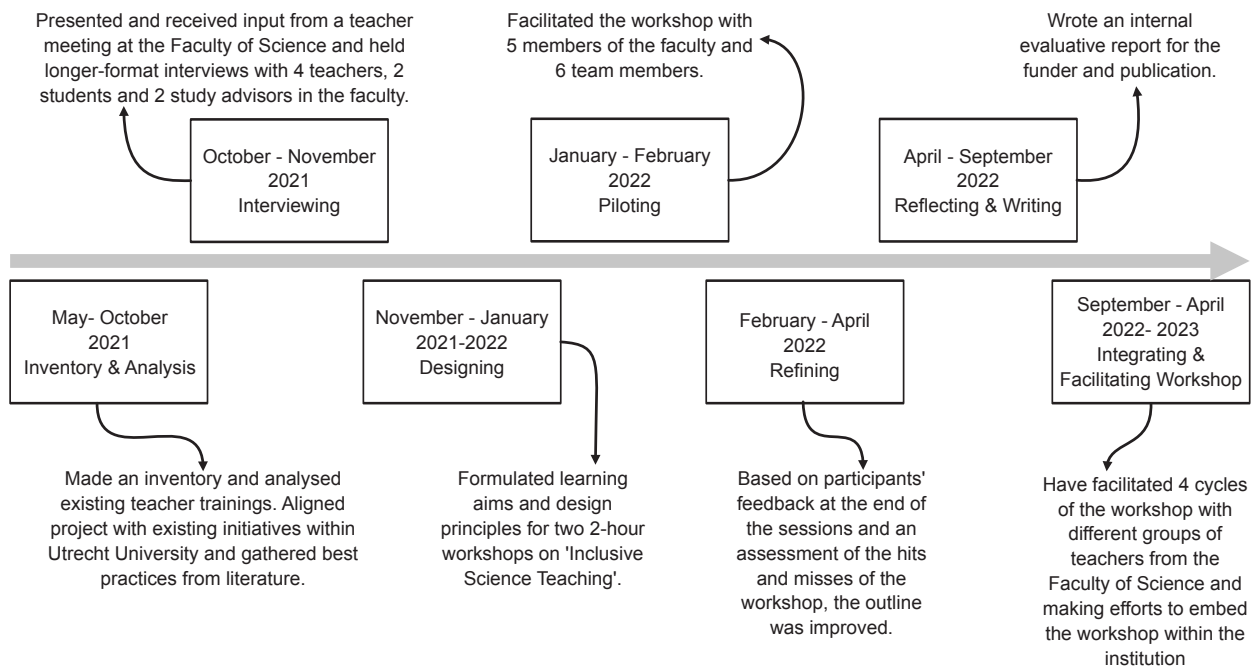 Presented and received input from a teacher
meeting at the Faculty of Science and held
longer-format interviews with 4 teachers, 2
students and 2 study advisors in the faculty.
Facilitated the workshop with
5 members of the faculty and
6 team members.
Wrote an internal
evaluative report for the
funder and publication.
October - November
2021
Interviewing
January - February
2022
Piloting
April - September
2022
Reflecting & Writing
May- October
2021
Inventory & Analysis
November - January
2021-2022
Designing
February - April
2022
Refining
September - April
2022- 2023
Integrating &
Facilitating Workshop
Made an inventory and analysed
existing teacher trainings. Aligned
project with existing initiatives within
Utrecht University and gathered best
practices from literature.
Formulated learning
aims and design
principles for two 2-hour
workshops on 'Inclusive
Science Teaching'.
Based on participants'
feedback at the end of
the sessions and an
assessment of the hits
and misses of the
workshop, the outline
was improved.
Have facilitated 4 cycles
of the workshop with
different groups of
teachers from the
Faculty of Science and
making efforts to embed
the workshop within the
institution